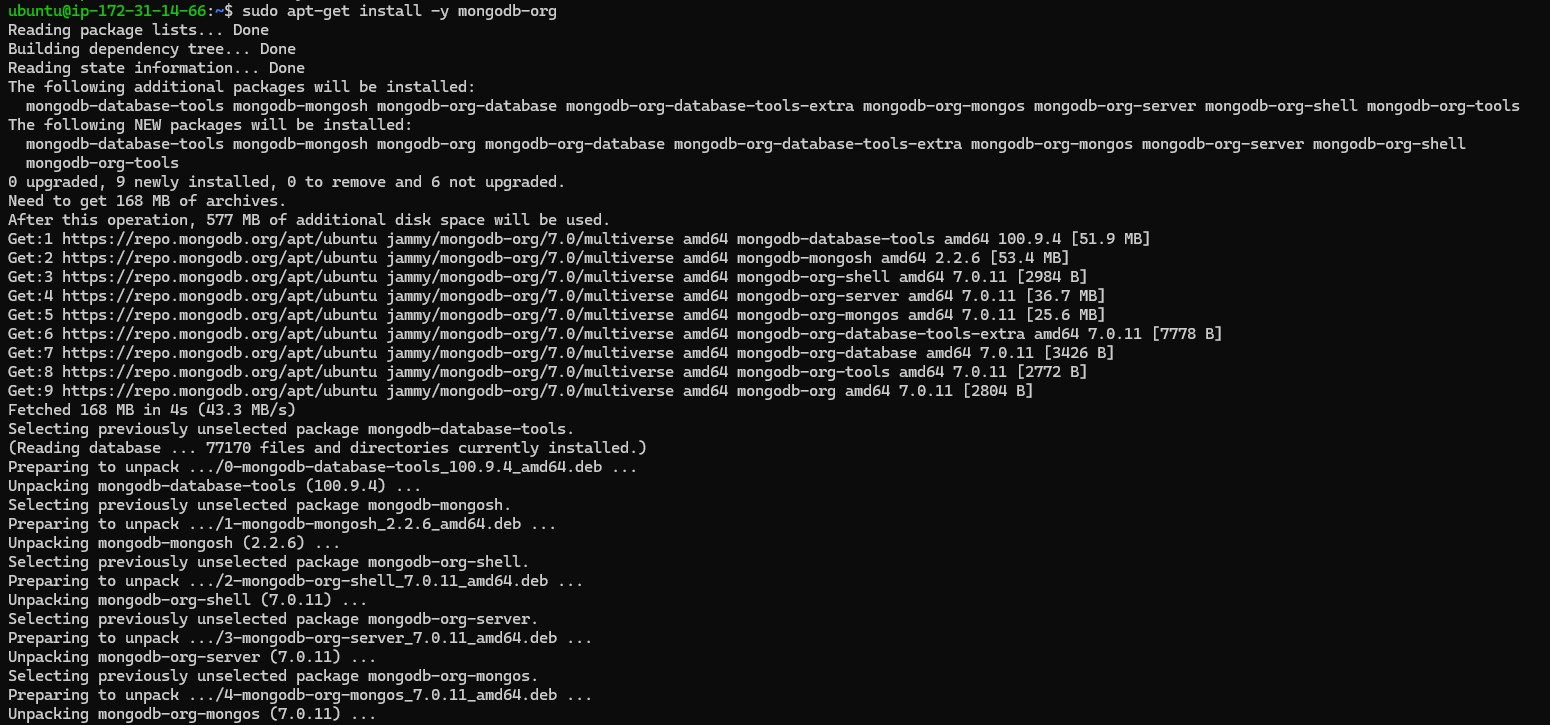 ubuntu@ip-172-31-14-66:~$ sudo apt-get install -y mongodb-org
Reading package lists... Done
Building dependency tree... Done
Reading state information... Done
The following additional packages will be installed:
  mongodb-database-tools mongodb-mongosh mongodb-org-database mongodb-org-database-tools-extra mongodb-org-mongos mongodb-org-server mongodb-org-shell mongodb-org-tools
The following NEW packages will be installed:
  mongodb-database-tools mongodb-mongosh mongodb-org mongodb-org-database mongodb-org-database-tools-extra mongodb-org-mongos mongodb-org-server mongodb-org-shell
  mongodb-org-tools
0 upgraded, 9 newly installed, 0 to remove and 6 not upgraded.
Need to get 168 MB of archives.
After this operation, 577 MB of additional disk space will be used.
Get:1 https://repo.mongodb.org/apt/ubuntu jammy/mongodb-org/7.0/multiverse amd64 mongodb-database-tools amd64 100.9.4 [51.9 MB]
Get:2 https://repo.mongodb.org/apt/ubuntu jammy/mongodb-org/7.0/multiverse amd64 mongodb-mongosh amd64 2.2.6 [53.4 MB]
Get:3 https://repo.mongodb.org/apt/ubuntu jammy/mongodb-org/7.0/multiverse amd64 mongodb-org-shell amd64 7.0.11 [2984 B]
Get:4 https://repo.mongodb.org/apt/ubuntu jammy/mongodb-org/7.0/multiverse amd64 mongodb-org-server amd64 7.0.11 [36.7 MB]
Get:5 https://repo.mongodb.org/apt/ubuntu jammy/mongodb-org/7.0/multiverse amd64 mongodb-org-mongos amd64 7.0.11 [25.6 MB]
Get:6 https://repo.mongodb.org/apt/ubuntu jammy/mongodb-org/7.0/multiverse amd64 mongodb-org-database-tools-extra amd64 7.0.11 [7778 B]
Get:7 https://repo.mongodb.org/apt/ubuntu jammy/mongodb-org/7.0/multiverse amd64 mongodb-org-database amd64 7.0.11 [3426 B]
Get:8 https://repo.mongodb.org/apt/ubuntu jammy/mongodb-org/7.0/multiverse amd64 mongodb-org-tools amd64 7.0.11 [2772 B]
Get:9 https://repo.mongodb.org/apt/ubuntu jammy/mongodb-org/7.0/multiverse amd64 mongodb-org amd64 7.0.11 [2804 B]
Fetched 168 MB in 4s (43.3 MB/s)
Selecting previously unselected package mongodb-database-tools.
(Reading database ... 77170 files and directories currently installed.)
Preparing to unpack .../0-mongodb-database-tools_100.9.4_amd64.deb ...
Unpacking mongodb-database-tools (100.9.4) ...
Selecting previously unselected package mongodb-mongosh.
Preparing to unpack .../1-mongodb-mongosh_2.2.6_amd64.deb ...
Unpacking mongodb-mongosh (2.2.6) ...
Selecting previously unselected package mongodb-org-shell.
Preparing to unpack .../2-mongodb-org-shell_7.0.11_amd64.deb ...
Unpacking mongodb-org-shell (7.0.11) ...
Selecting previously unselected package mongodb-org-server.
Preparing to unpack .../3-mongodb-org-server_7.0.11_amd64.deb ...
Unpacking mongodb-org-server (7.0.11) ...
Selecting previously unselected package mongodb-org-mongos.
Preparing to unpack .../4-mongodb-org-mongos_7.0.11_amd64.deb ...
Unpacking mongodb-org-mongos (7.0.11) ...